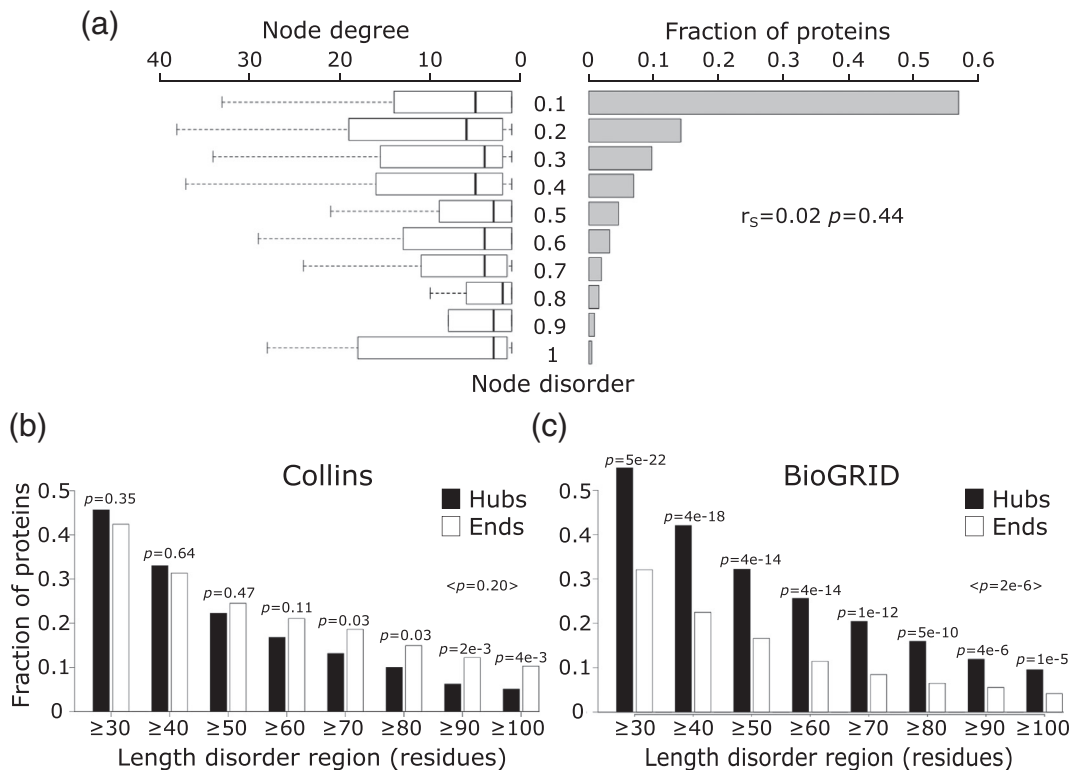 (a)
Node degree
Fraction of proteins
40 30 20 10 0
0 0.1 0.2 0.3 0.4 0.5 0.6
0.1
0.2
0.3
0.4
0.5
0.6
0.7
0.8
0.9
1
rS=0.02 p=0.44
Node disorder
(b)
Collins
Hubs
Ends
Fraction of proteins
0.5
0.4
0.3
0.2
0.1
0
p=0.35
p=0.64
p=0.47
p=0.11
p=0.03
p=0.03
p=2e-3
p=4e-3
<p=0.20>
≥30 ≥40 ≥50 ≥60 ≥70 ≥80 ≥90 ≥100
Length disorder region (residues)
(c)
BioGRID
Hubs
Ends
0.5
0.4
0.3
0.2
0.1
0
p=5e-22
p=4e-18
p=4e-14
p=4e-14
p=1e-12
p=5e-10
p=4e-6
p=1e-5
<p=2e-6>
≥30 ≥40 ≥50 ≥60 ≥70 ≥80 ≥90 ≥100
Length disorder region (residues)